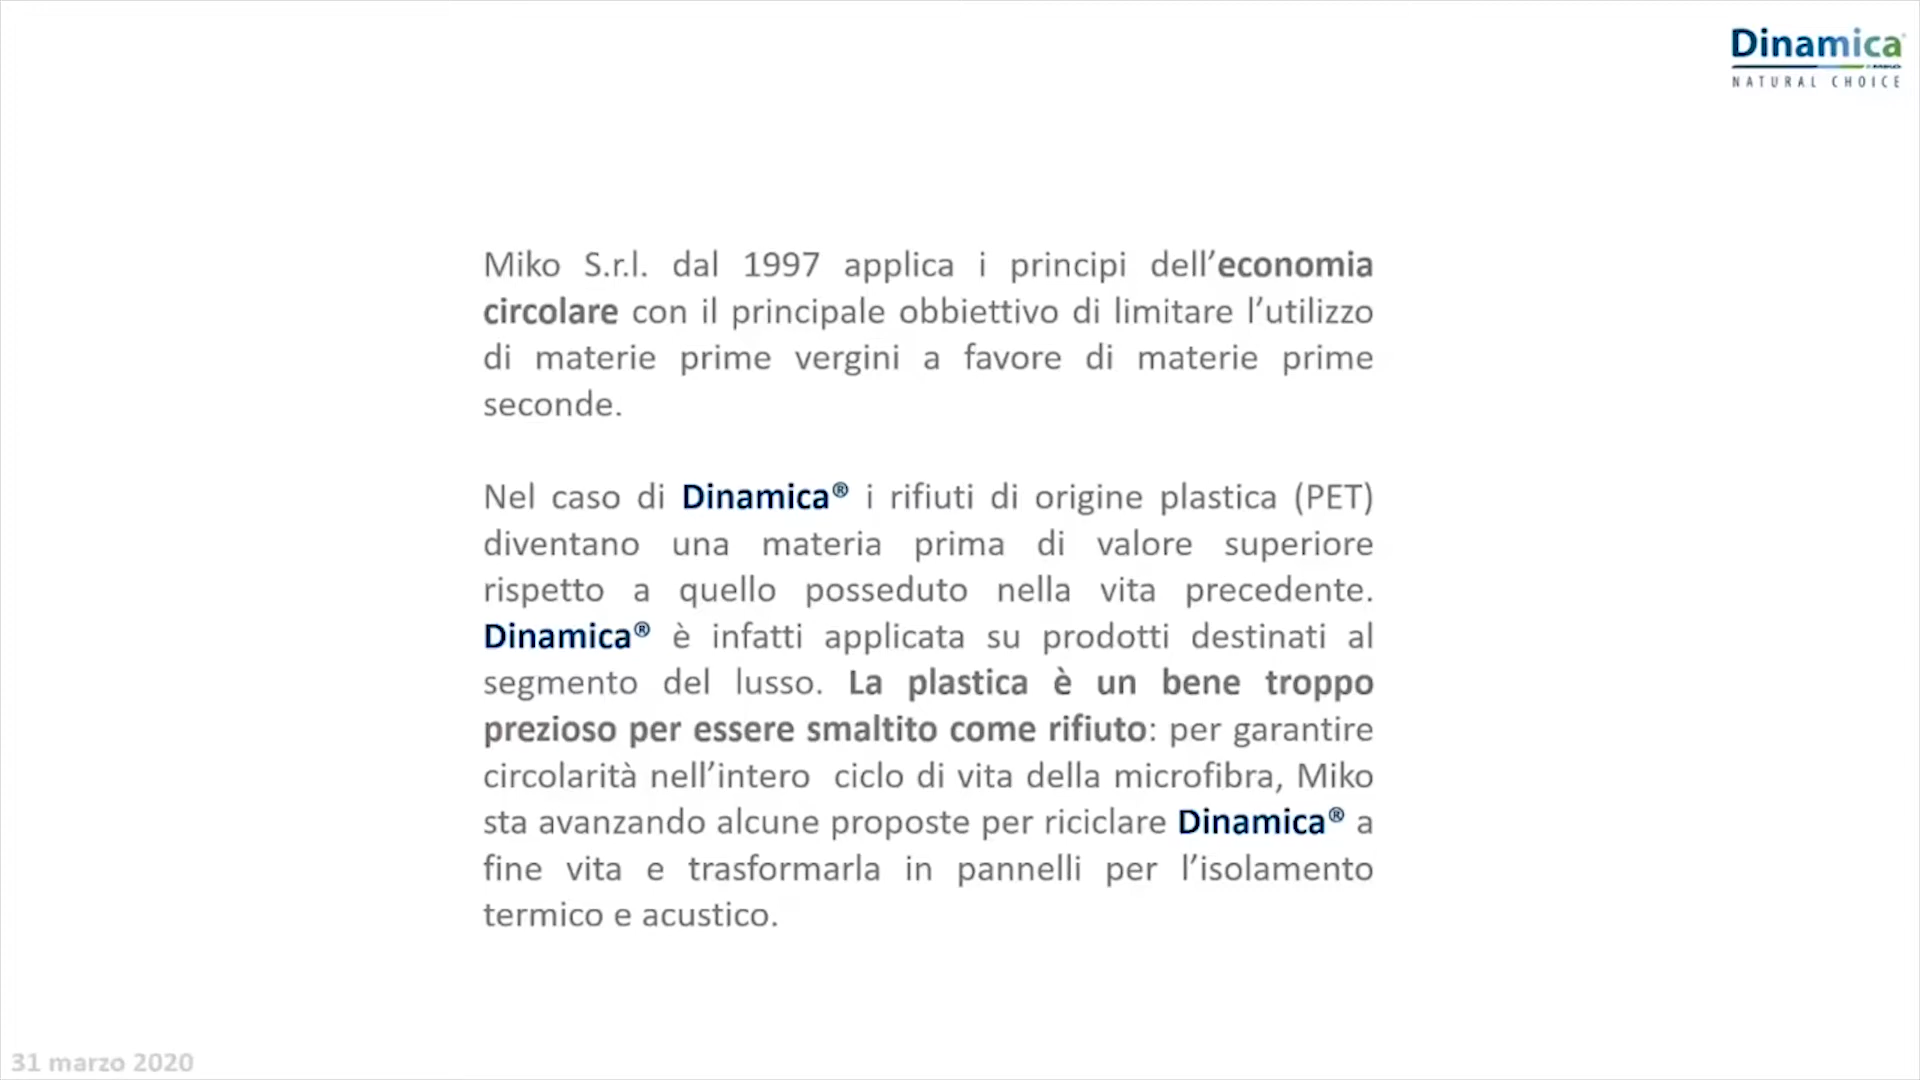 Dinamica
NATURAL CHOICE
Miko S.r.l. dal 1997 applica i principi dell’economia
circolare con il principale obbiettivo di limitare l’utilizzo
di materie prime vergini a favore di materie prime
seconde.
Nel caso di Dinamica® i rifiuti di origine plastica (PET)
diventano una materia prima di valore superiore
rispetto a quello posseduto nella vita precedente.
Dinamica® è infatti applicata su prodotti destinati al
segmento del lusso. La plastica è un bene troppo
prezioso per essere smaltito come rifiuto: per garantire
circolarità nell’intero ciclo di vita della microfibra, Miko
sta avanzando alcune proposte per riciclare Dinamica® a
fine vita e trasformarla in pannelli per l’isolamento
termico e acustico.
31 marzo 2020